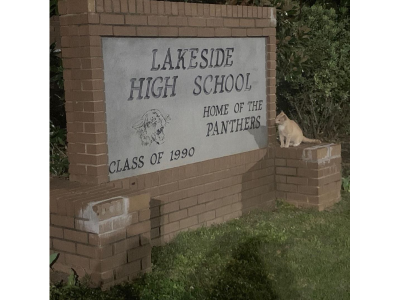 LAKESIDE
HIGH SCHOOL
HOME OF THE
PANTHERS
CLASS OF 1990